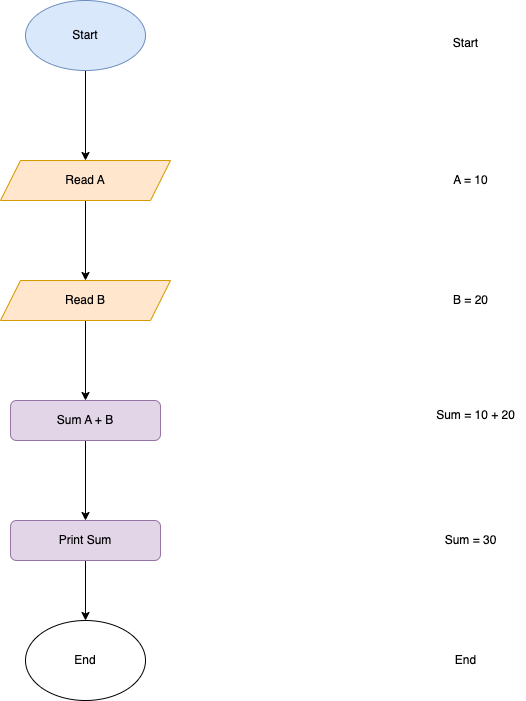 Start
Start
Read A
A = 10
Read B
B = 20
Sum A + B
Sum = 10 + 20
Print Sum
Sum = 30
End
End